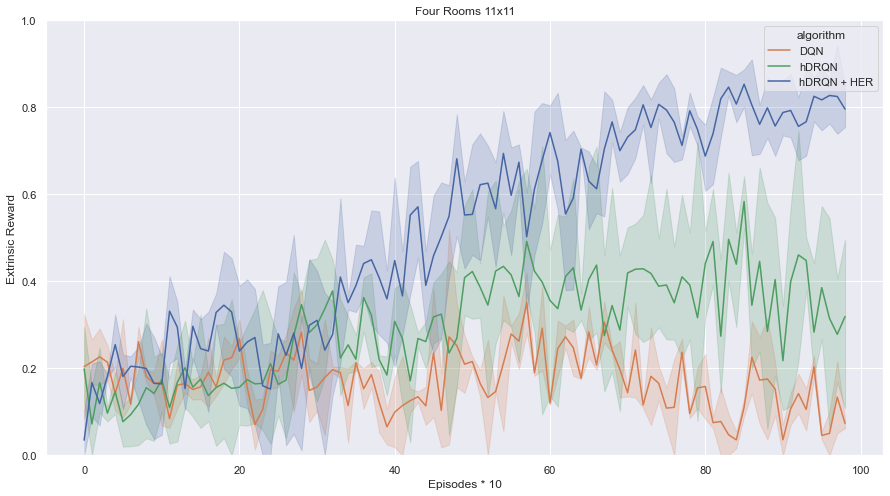 Four Rooms 11x11
algorithm
DQN
hDRQN
hDRQN + HER
Extrinsic Reward
1.0
0.8
0.6
0.4
0.2
0.0
0 20 40 60 80 100
Episodes * 10